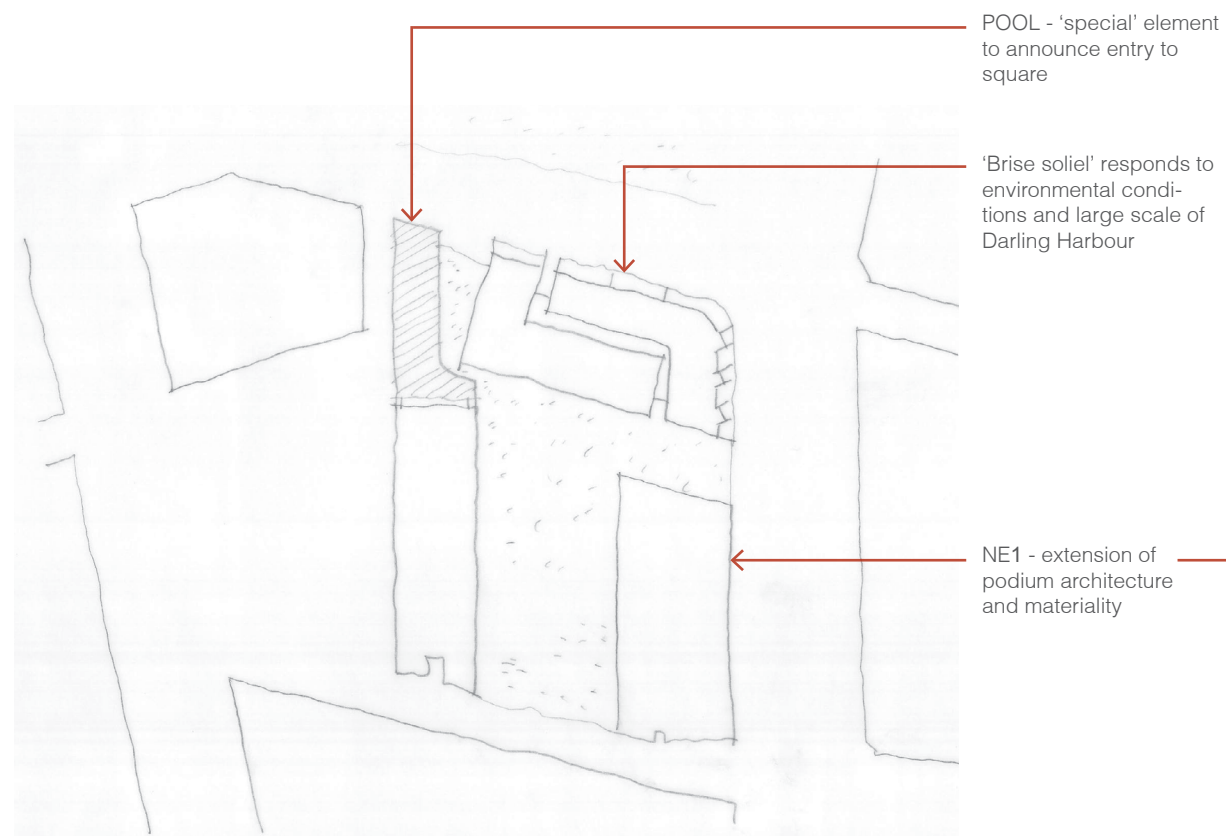 POOL - ‘special’ element
to announce entry to
square
‘Brise soliel’ responds to
environmental condi-
tions and large scale of
Darling Harbour
NE1 - extension of
podium architecture
and materiality